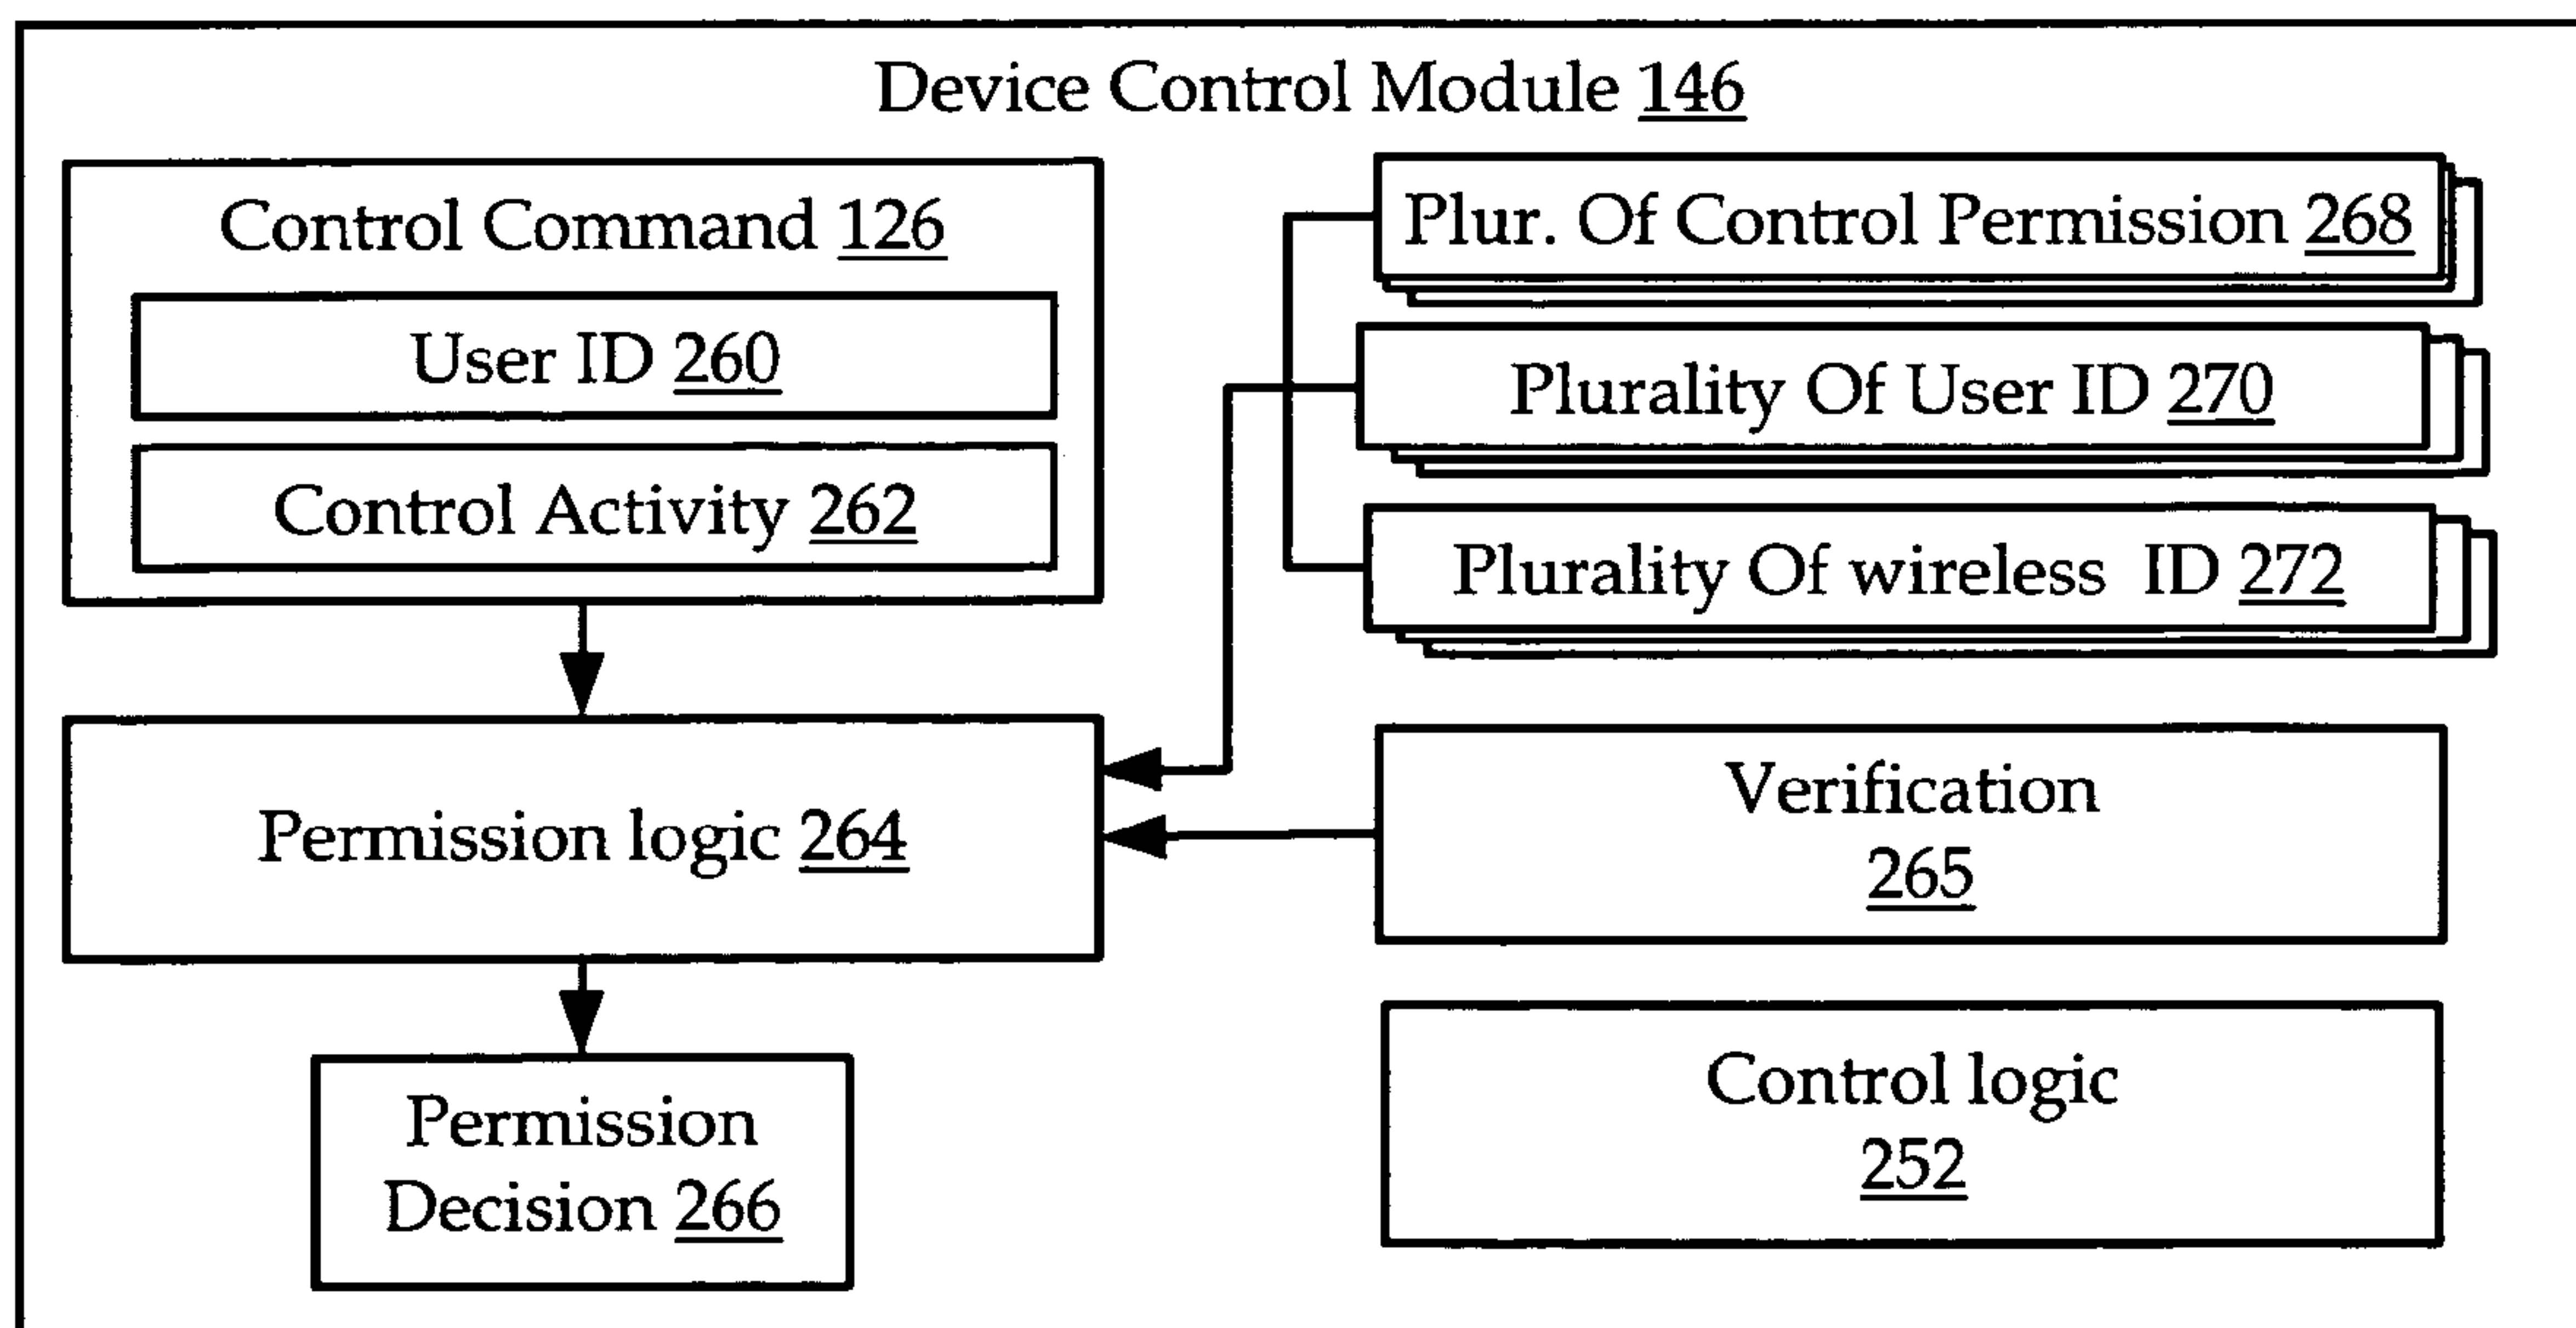 Device Control Module 146
Control Command 126
User ID 260
Control Activity 262
Plur. Of Control Permission 268
Plurality Of User ID 270
Plurality Of wireless ID 272
Permission logic 264
Verification
265
Permission
Decision 266
Control logic
252